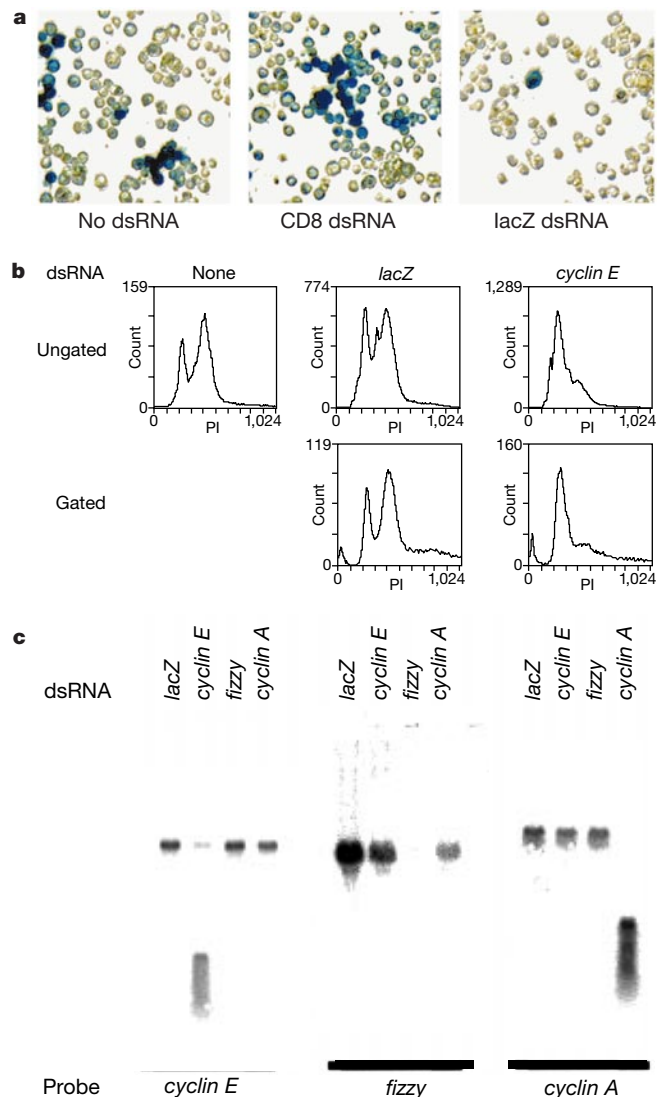 a
No dsRNA CD8 dsRNA lacZ dsRNA
b dsRNA None lacZ cyclin E
Ungated
159 774 1,289
Count Count Count
0 0 0
PI 1,024 PI 1,024 PI 1,024
Gated
119 160
Count Count
0 0
0 PI 1,024 0 PI 1,024
c
dsRNA
lacZ cyclin E fizzy cyclin A lacZ cyclin E fizzy cyclin A lacZ cyclin E fizzy cyclin A
Probe cyclin E fizzy cyclin A